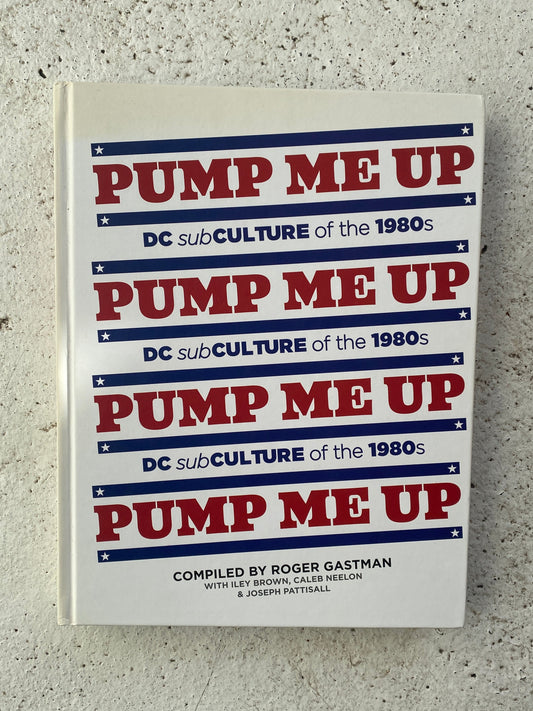 PUMP ME UP
DC subCULTURE of the 1980s
PUMP ME UP
DC subCULTURE of the 1980s
PUMP ME UP
DC subCULTURE of the 1980s
PUMP ME UP
COMPILED BY ROGER GASTMAN
WITH ILEY BROWN, CALEB NEELON
& JOSEPH PATTISALL